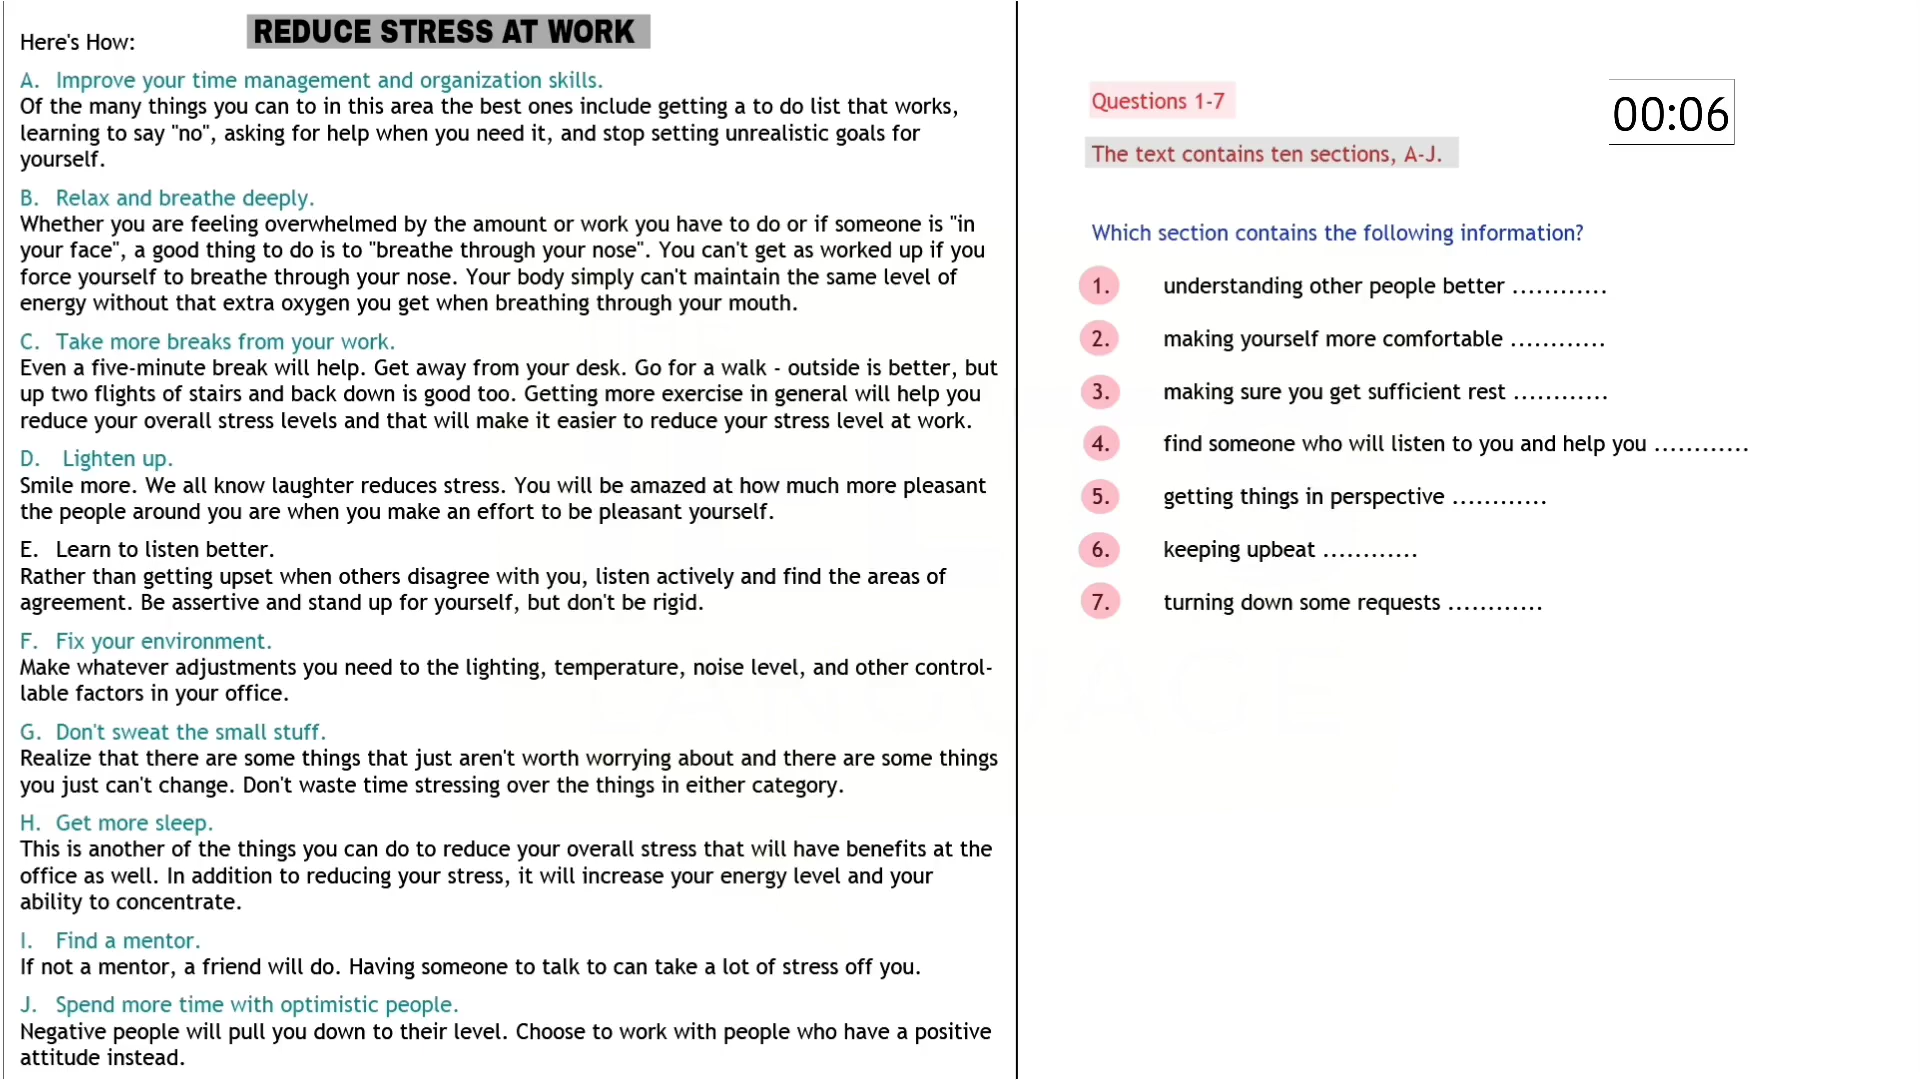 REDUCE STRESS AT WORK
Here's How:
A. Improve your time management and organization skills.
Of the many things you can to in this area the best ones include getting a to do list that works,
learning to say "no", asking for help when you need it, and stop setting unrealistic goals for
yourself.
B. Relax and breathe deeply.
Whether you are feeling overwhelmed by the amount or work you have to do or if someone is "in
your face", a good thing to do is to "breathe through your nose". You can't get as worked up if you
force yourself to breathe through your nose. Your body simply can't maintain the same level of
energy without that extra oxygen you get when breathing through your mouth.
C. Take more breaks from your work.
Even a five-minute break will help. Get away from your desk. Go for a walk - outside is better, but
up two flights of stairs and back down is good too. Getting more exercise in general will help you
reduce your overall stress levels and that will make it easier to reduce your stress level at work.
D. Lighten up.
Smile more. We all know laughter reduces stress. You will be amazed at how much more pleasant
the people around you are when you make an effort to be pleasant yourself.
E. Learn to listen better.
Rather than getting upset when others disagree with you, listen actively and find the areas of
agreement. Be assertive and stand up for yourself, but don't be rigid.
F. Fix your environment.
Make whatever adjustments you need to the lighting, temperature, noise level, and other control-
lable factors in your office.
G. Don't sweat the small stuff.
Realize that there are some things that just aren't worth worrying about and there are some things
you just can't change. Don't waste time stressing over the things in either category.
H. Get more sleep.
This is another of the things you can do to reduce your overall stress that will have benefits at the
office as well. In addition to reducing your stress, it will increase your energy level and your
ability to concentrate.
I. Find a mentor.
If not a mentor, a friend will do. Having someone to talk to can take a lot of stress off you.
J. Spend more time with optimistic people.
Negative people will pull you down to their level. Choose to work with people who have a positive
attitude instead.
Questions 1-7
00:06
The text contains ten sections, A-J.
Which section contains the following information?
1. understanding other people better ............
2. making yourself more comfortable ............
3. making sure you get sufficient rest ............
4. find someone who will listen to you and help you ............
5. getting things in perspective ............
6. keeping upbeat ............
7. turning down some requests ............
LANGUAGE